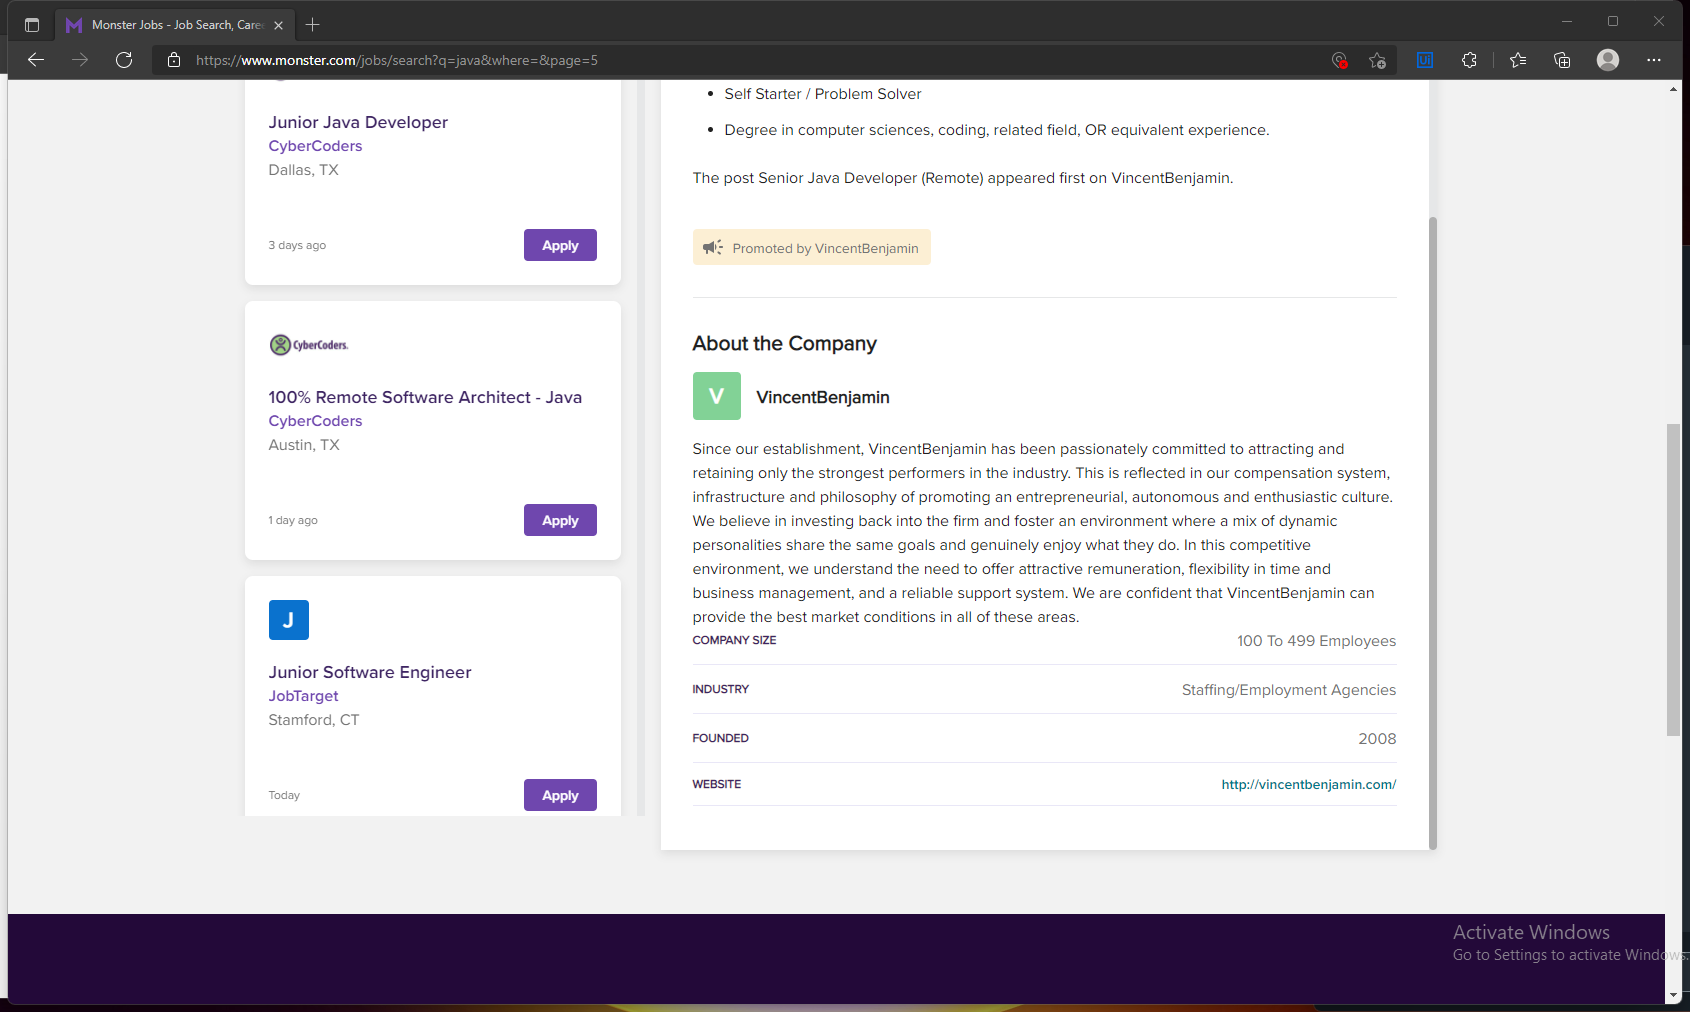 Monster Jobs - Job Search, Care
https://www.monster.com/jobs/search?q=java&where=&page=5
Junior Java Developer
CyberCoders
Dallas, TX
3 days ago
Apply
CyberCoders.
100% Remote Software Architect - Java
CyberCoders
Austin, TX
1 day ago
Apply
J
Junior Software Engineer
JobTarget
Stamford, CT
Today
Apply
Self Starter / Problem Solver
Degree in computer sciences, coding, related field, OR equivalent experience.
The post Senior Java Developer (Remote) appeared first on VincentBenjamin.
Promoted by VincentBenjamin
About the Company
V
VincentBenjamin
Since our establishment, VincentBenjamin has been passionately committed to attracting and
retaining only the strongest performers in the industry. This is reflected in our compensation system,
infrastructure and philosophy of promoting an entrepreneurial, autonomous and enthusiastic culture.
We believe in investing back into the firm and foster an environment where a mix of dynamic
personalities share the same goals and genuinely enjoy what they do. In this competitive
environment, we understand the need to offer attractive remuneration, flexibility in time and
business management, and a reliable support system. We are confident that VincentBenjamin can
provide the best market conditions in all of these areas.
COMPANY SIZE 100 To 499 Employees
INDUSTRY Staffing/Employment Agencies
FOUNDED 2008
WEBSITE http://vincentbenjamin.com/
Activate Windows
Go to Settings to activate Windows.